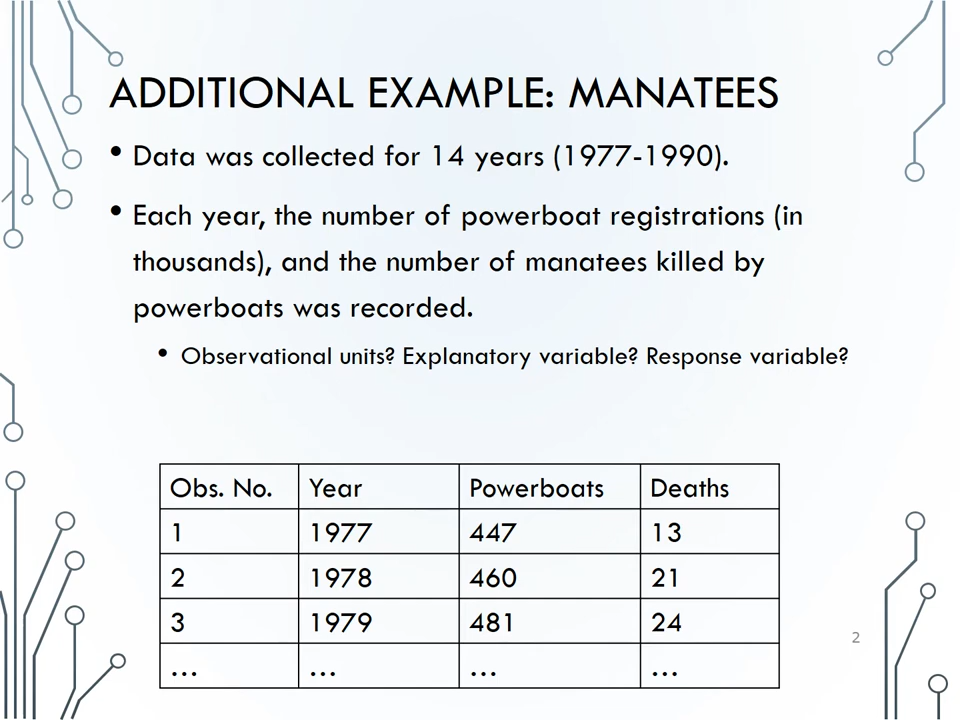 ADDITIONAL EXAMPLE: MANATEES
• Data was collected for 14 years (1977-1990).
• Each year, the number of powerboat registrations (in
thousands), and the number of manatees killed by
powerboats was recorded.
• Observational units? Explanatory variable? Response variable?
Obs. No. Year Powerboats Deaths
1 1977 447 13
2 1978 460 21
3 1979 481 24
... ... ... ...
2